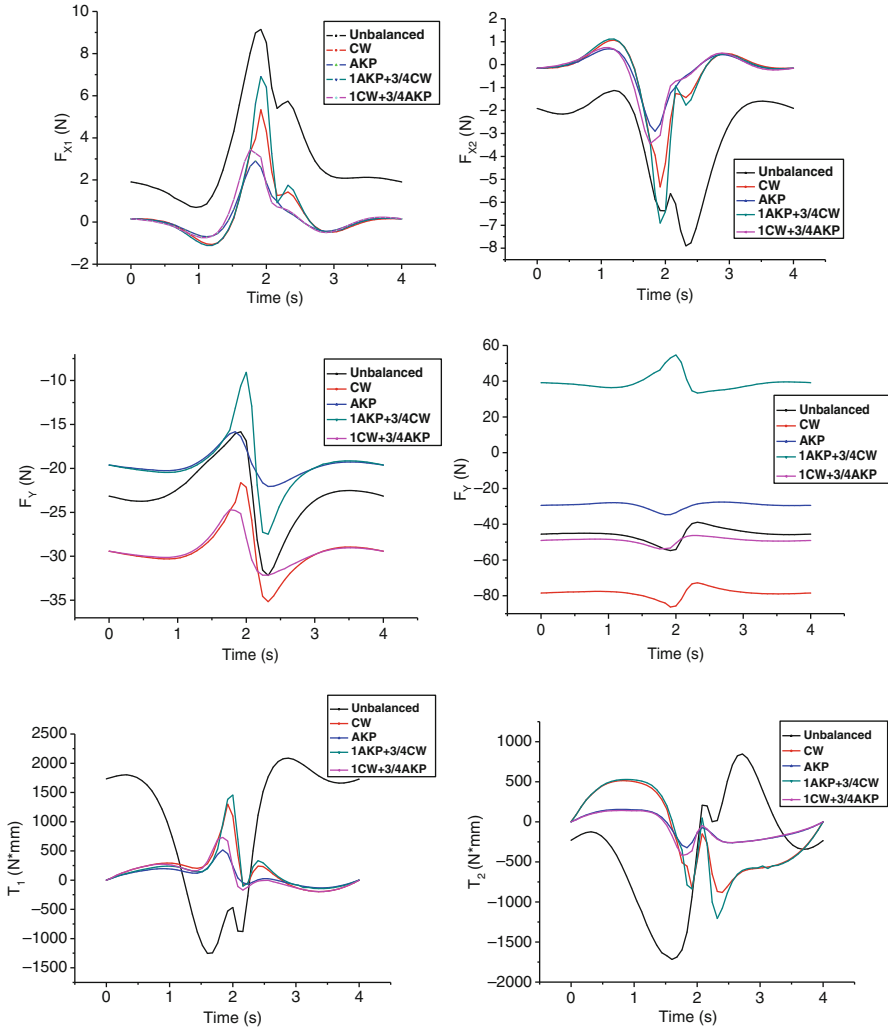 F_X1 (N)
10
8
6
4
2
0
−2
0 1 2 3 4
Time (s)
Unbalanced
CW
AKP
1AKP+3/4CW
1CW+3/4AKP
F_X2 (N)
2
1
0
−1
−2
−3
−4
−5
−6
−7
−8
0 1 2 3 4
Time (s)
Unbalanced
CW
AKP
1AKP+3/4CW
1CW+3/4AKP
F_Y (N)
−10
−15
−20
−25
−30
−35
0 1 2 3 4
Time (s)
Unbalanced
CW
AKP
1AKP+3/4CW
1CW+3/4AKP
F_Y (N)
60
40
20
0
−20
−40
−60
−80
0 1 2 3 4
Time (s)
Unbalanced
CW
AKP
1AKP+3/4CW
1CW+3/4AKP
T_1 (N*mm)
2500
2000
1500
1000
500
0
−500
−1000
−1500
0 1 2 3 4
Time (s)
Unbalanced
CW
AKP
1AKP+3/4CW
1CW+3/4AKP
T_2 (N*mm)
1000
500
0
−500
−1000
−1500
−2000
0 1 2 3 4
Time (s)
Unbalanced
CW
AKP
1AKP+3/4CW
1CW+3/4AKP